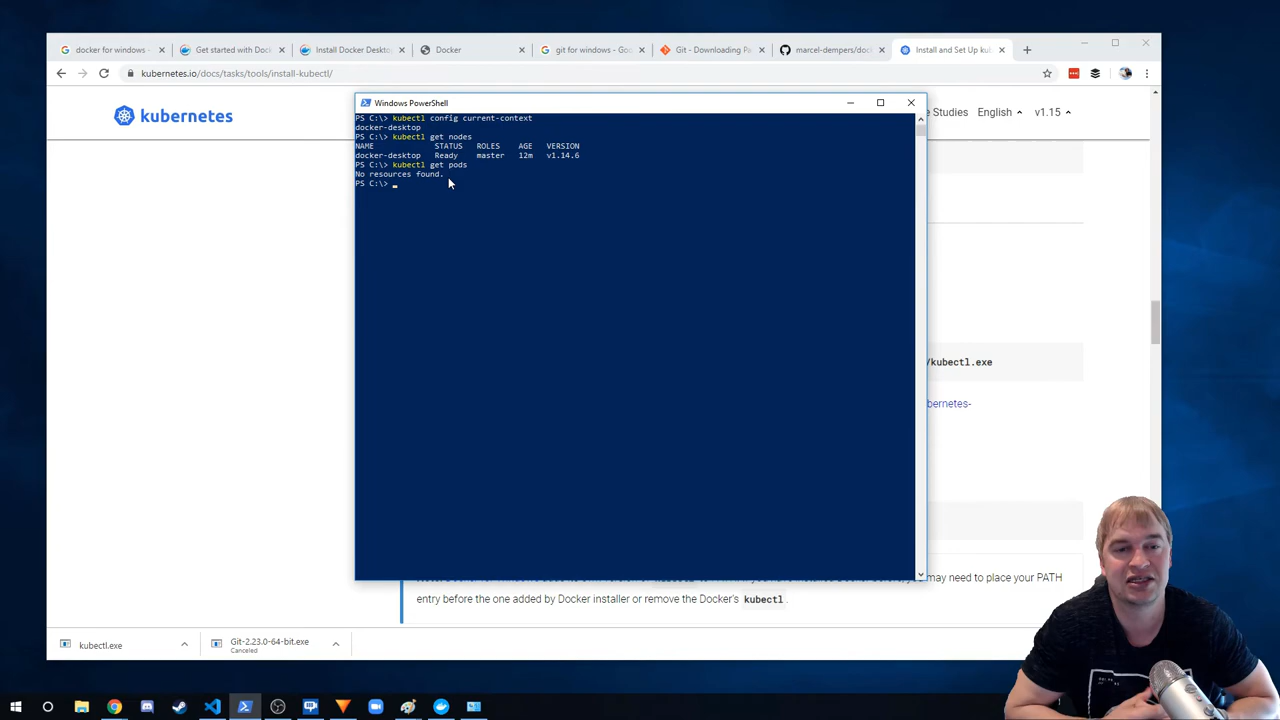 docker for windows -
Get started with Doc
Install Docker Deskto
Docker
git for windows - Goo
Git - Downloading Pa
marcel-dempers/doc
Install and Set Up kub
kubernetes.io/docs/tasks/tools/install-kubectl/
kubernetes
e Studies
English
v1.15
Windows PowerShell
PS C:\> kubectl config current-context
docker-desktop
PS C:\> kubectl get nodes
NAME STATUS ROLES AGE VERSION
docker-desktop Ready master 12m v1.14.6
PS C:\> kubectl get pods
No resources found.
PS C:\>
/kubectl.exe
bernetes-
may need to place your PATH
entry before the one added by Docker installer or remove the Docker's kubectl.
kubectl.exe
Git-2.23.0-64-bit.exe
Canceled